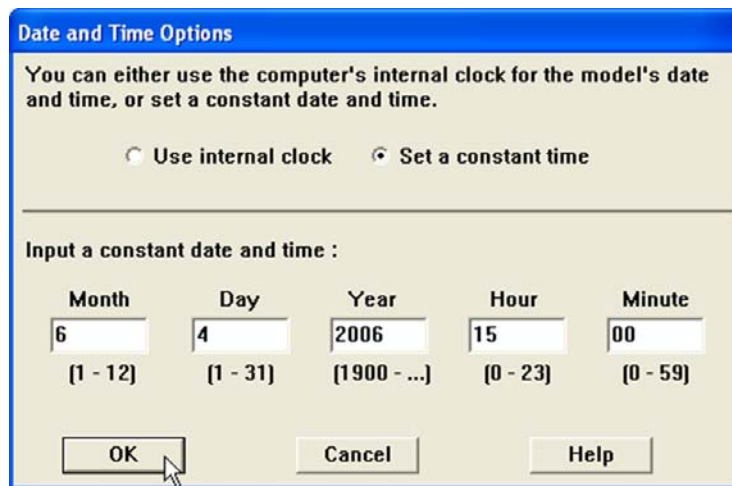 Date and Time Options
You can either use the computer's internal clock for the model's date
and time, or set a constant date and time.
Use internal clock Set a constant time
Input a constant date and time :
Month Day Year Hour Minute
6 4 2006 15 00
(1 - 12) (1 - 31) (1900 - ...) (0 - 23) (0 - 59)
OK Cancel Help